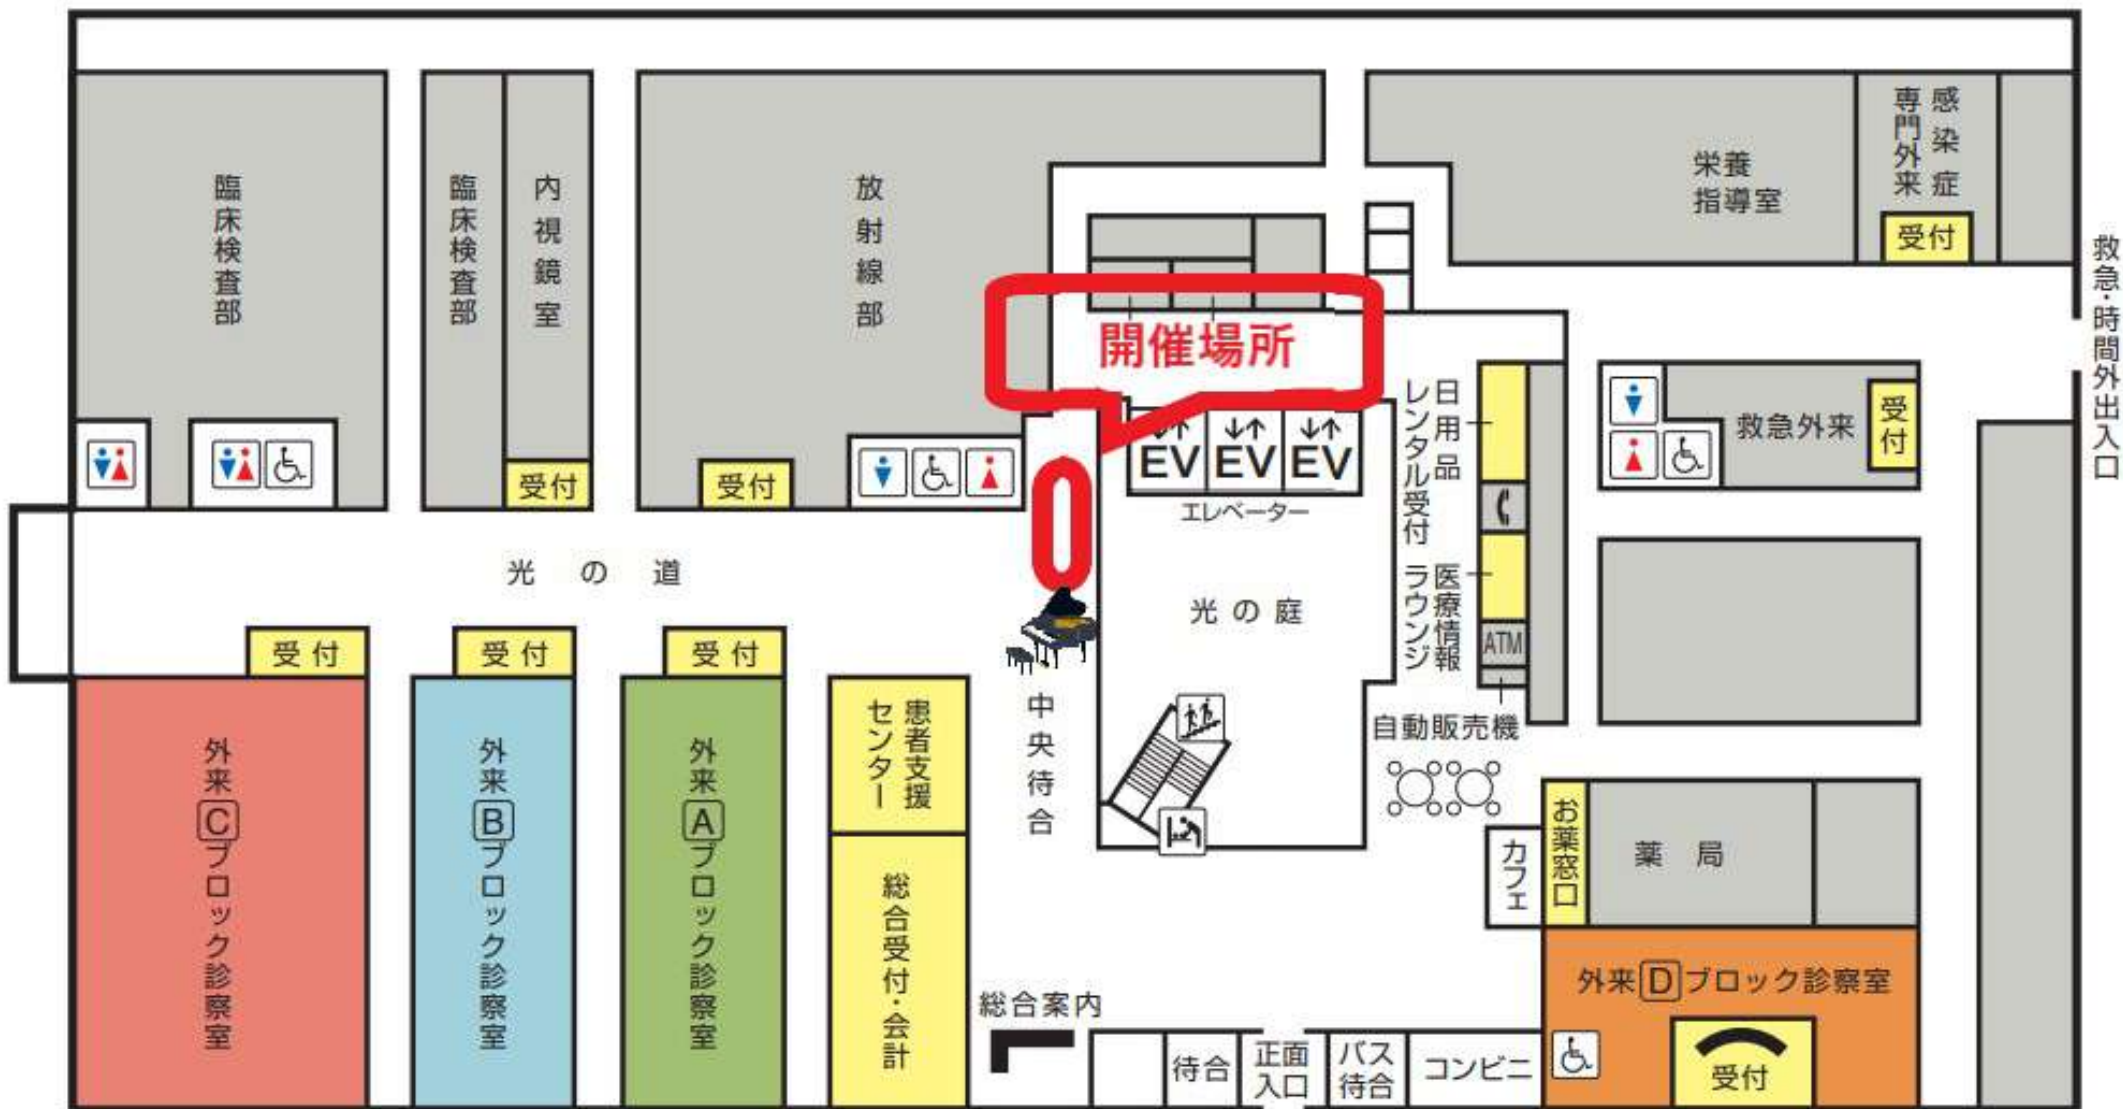 臨床検査部
臨床検査部
内視鏡室
受付
放射線部
受付
栄養
指導室
感染症
専門外来
受付
救急・時間外出入口
開催場所
EV
EV
EV
エレベーター
日用品
レンタル受付
医療情報
ラウンジ
ATM
自動販売機
救急外来
受付
光の道
光の庭
受付
受付
受付
外来Cブロック診察室
外来Bブロック診察室
外来Aブロック診察室
患者支援
センター
総合受付・会計
中央待合
総合案内
待合
正面
入口
バス
待合
コンビニ
カフェ
お薬窓口
薬局
外来Dブロック診察室
受付